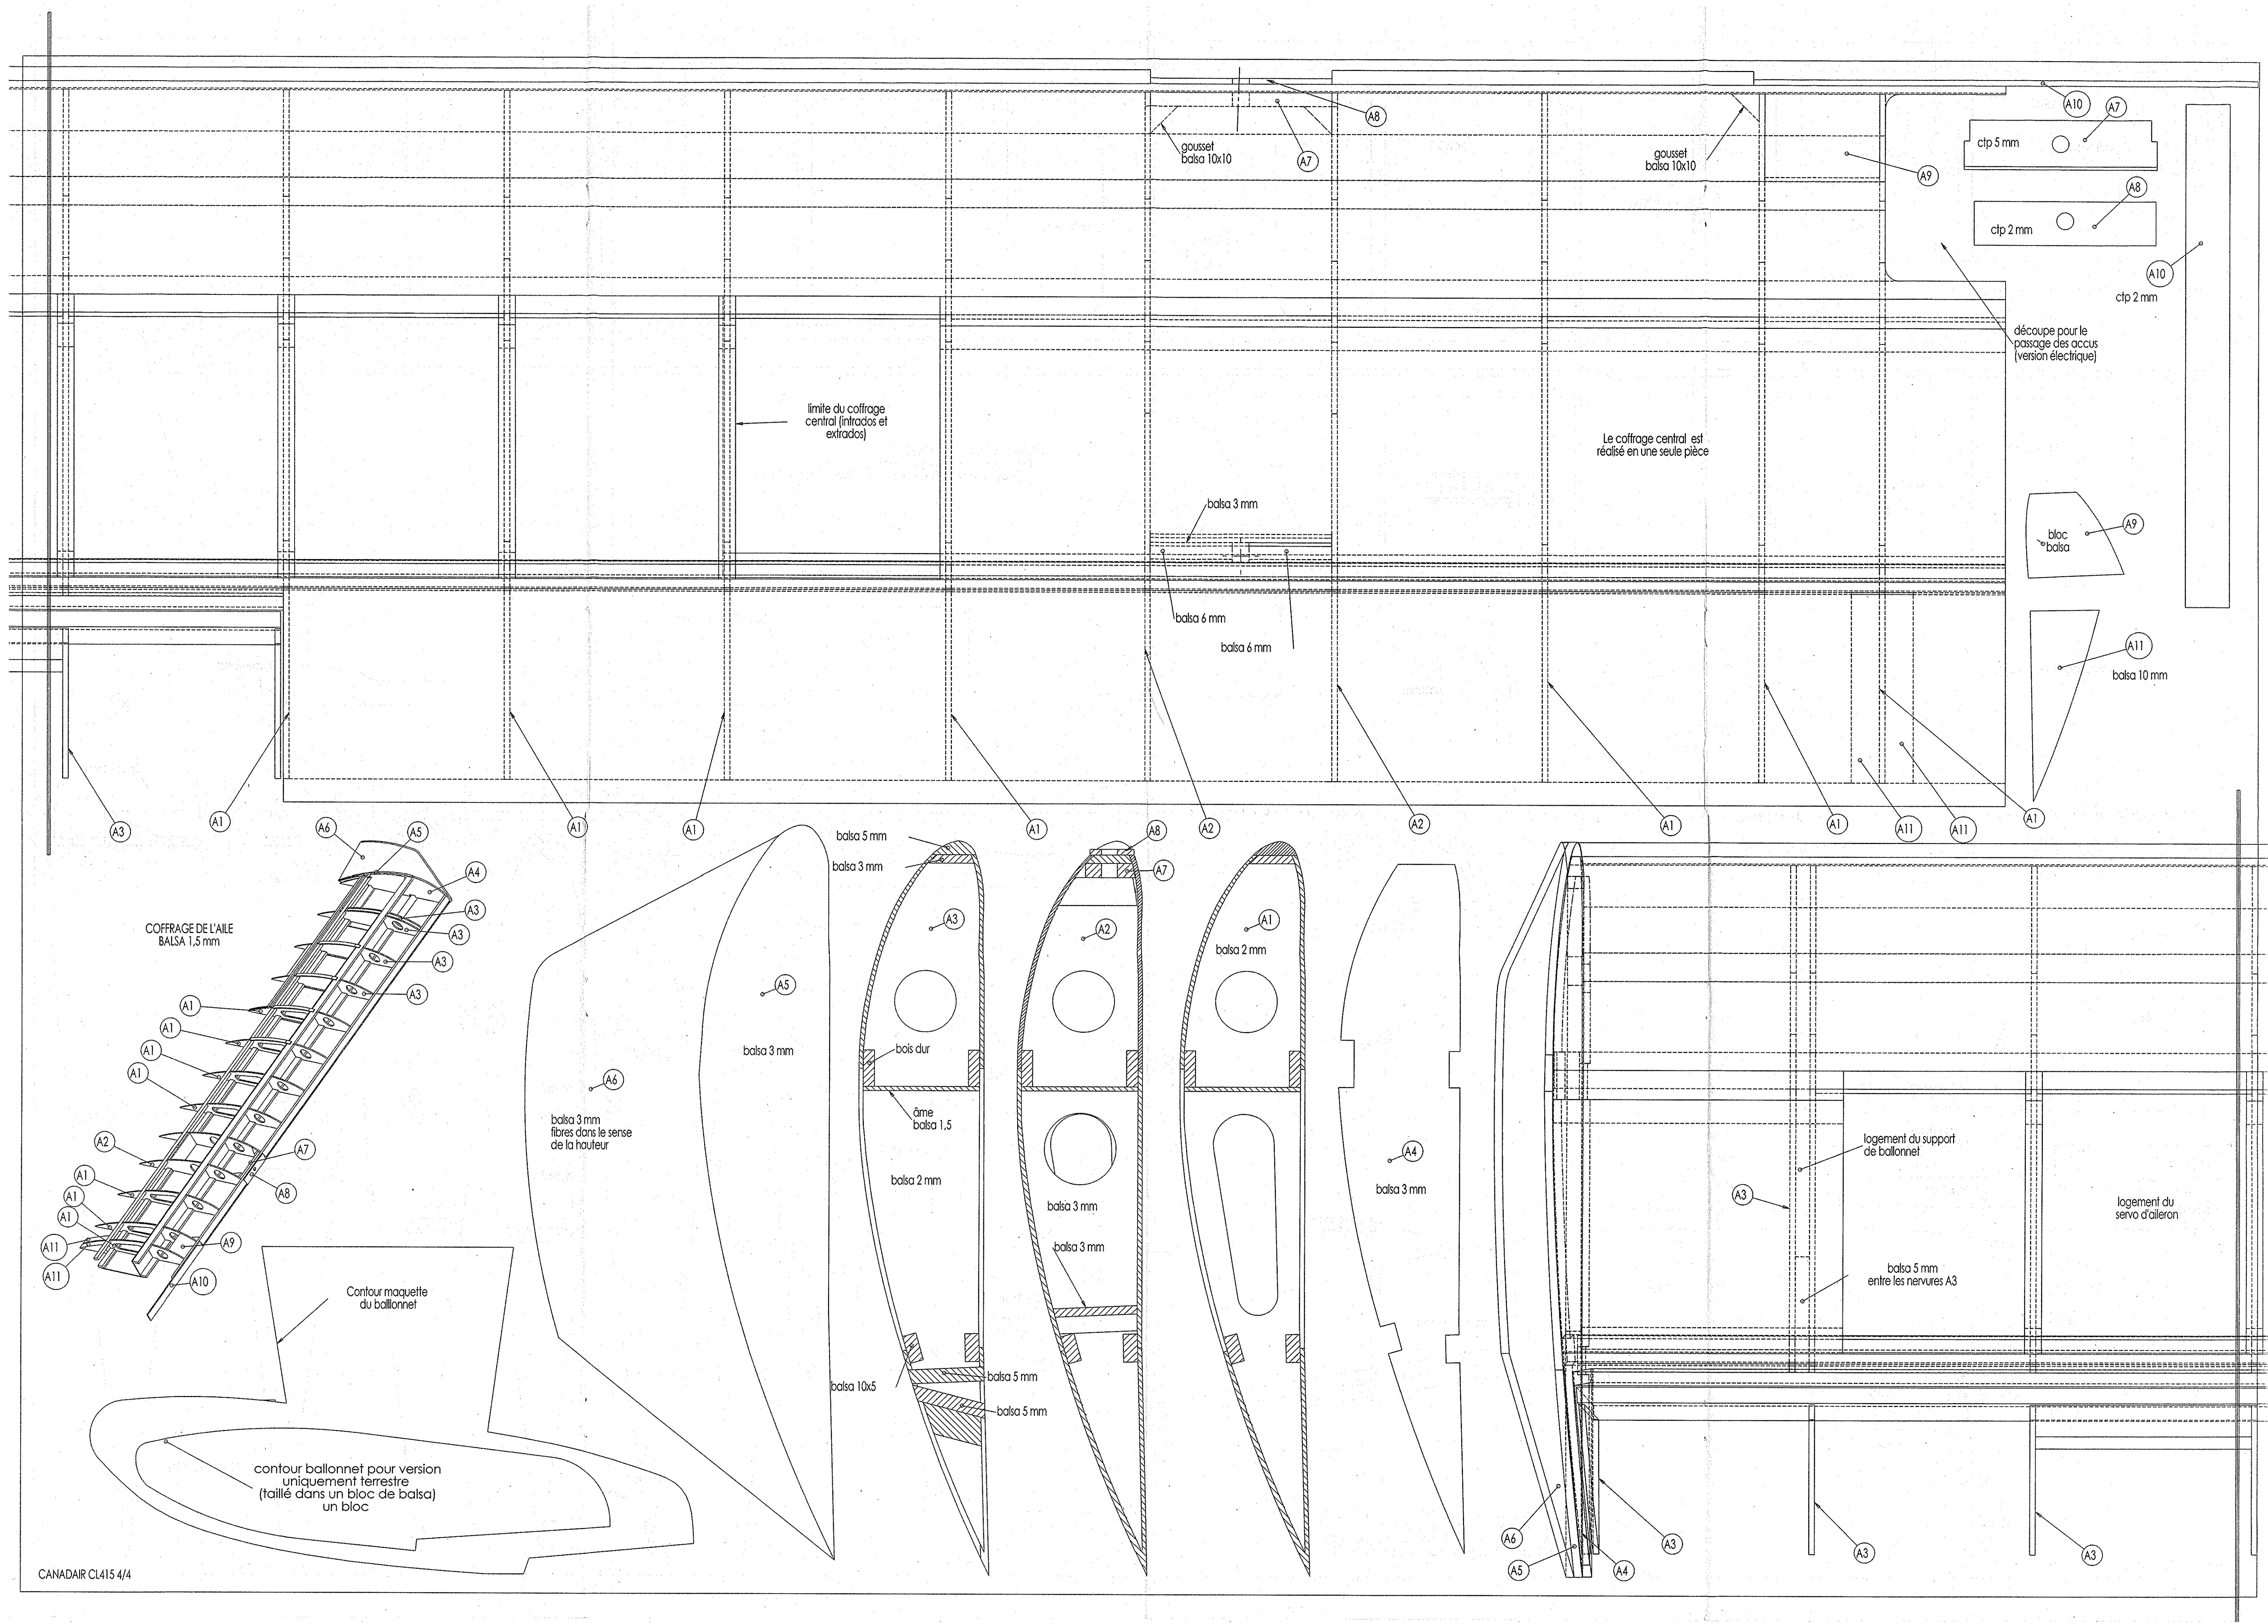 A10
A7
A8
ctp 5 mm
gousset
balsa 10x10
A7
gousset
balsa 10x10
A9
A8
ctp 2 mm
A10
ctp 2 mm
découpe pour le
passage des accus
(version électrique)
limite du coffrage
central (intrados et
extrados)
Le coffrage central est
réalisé en une seule pièce
balsa 3 mm
bloc
balsa
A9
balsa 6 mm
balsa 6 mm
A11
balsa 10 mm
A3
A1
A1
A1
A1
A2
A2
A1
A1
A11
A11
A1
A6
A5
A4
A3
A3
A3
A3
COFFRAGE DE L'AILE
BALSA 1,5 mm
A1
A1
A1
A1
A2
A1
A1
A1
A11
A11
A7
A8
A9
A10
A5
balsa 3 mm
A6
balsa 3 mm
fibres dans le sense
de la hauteur
balsa 5 mm
balsa 3 mm
A3
bois dur
âme
balsa 1,5
balsa 2 mm
balsa 10x5
balsa 5 mm
balsa 5 mm
A8
A7
A2
balsa 3 mm
balsa 3 mm
A1
balsa 2 mm
A4
balsa 3 mm
logement du support
de ballonnet
A3
balsa 5 mm
entre les nervures A3
logement du
servo d'aileron
A6
A5
A4
A3
A3
A3
Contour maquette
du balllonnet
contour ballonnet pour version
uniquement terrestre
(taillé dans un bloc de balsa)
un bloc
CANADAIR CL415 4/4